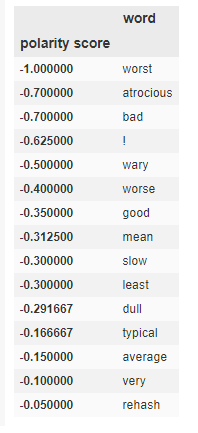 word
polarity score
-1.000000 worst
-0.700000 atrocious
-0.700000 bad
-0.625000 !
-0.500000 wary
-0.400000 worse
-0.350000 good
-0.312500 mean
-0.300000 slow
-0.300000 least
-0.291667 dull
-0.166667 typical
-0.150000 average
-0.100000 very
-0.050000 rehash